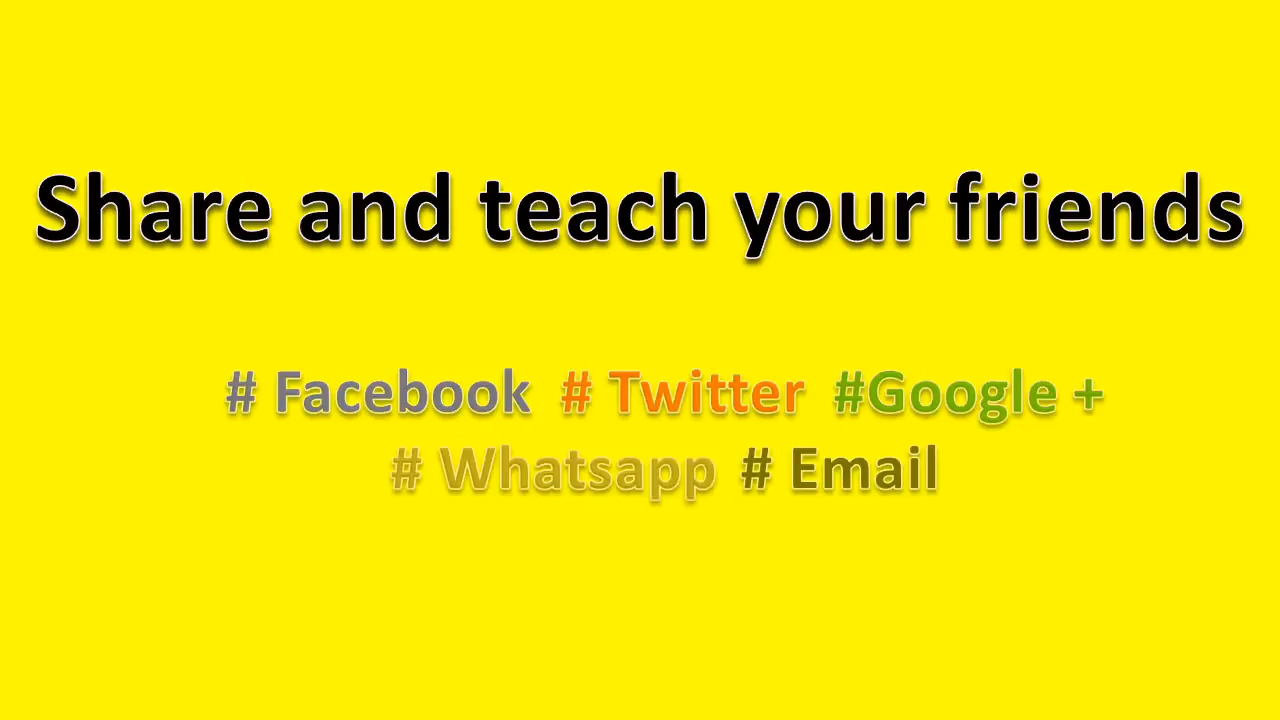 Share and teach your friends
# Facebook # Twitter #Google +
# Whatsapp # Email